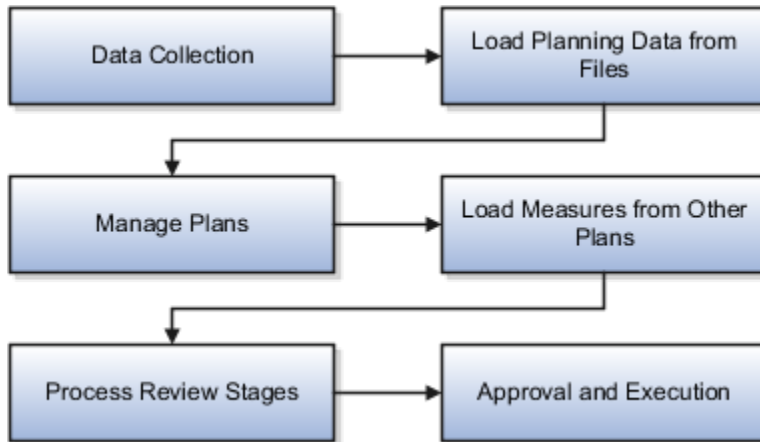 Data Collection
Load Planning Data from
Files
Manage Plans
Load Measures from Other
Plans
Process Review Stages
Approval and Execution